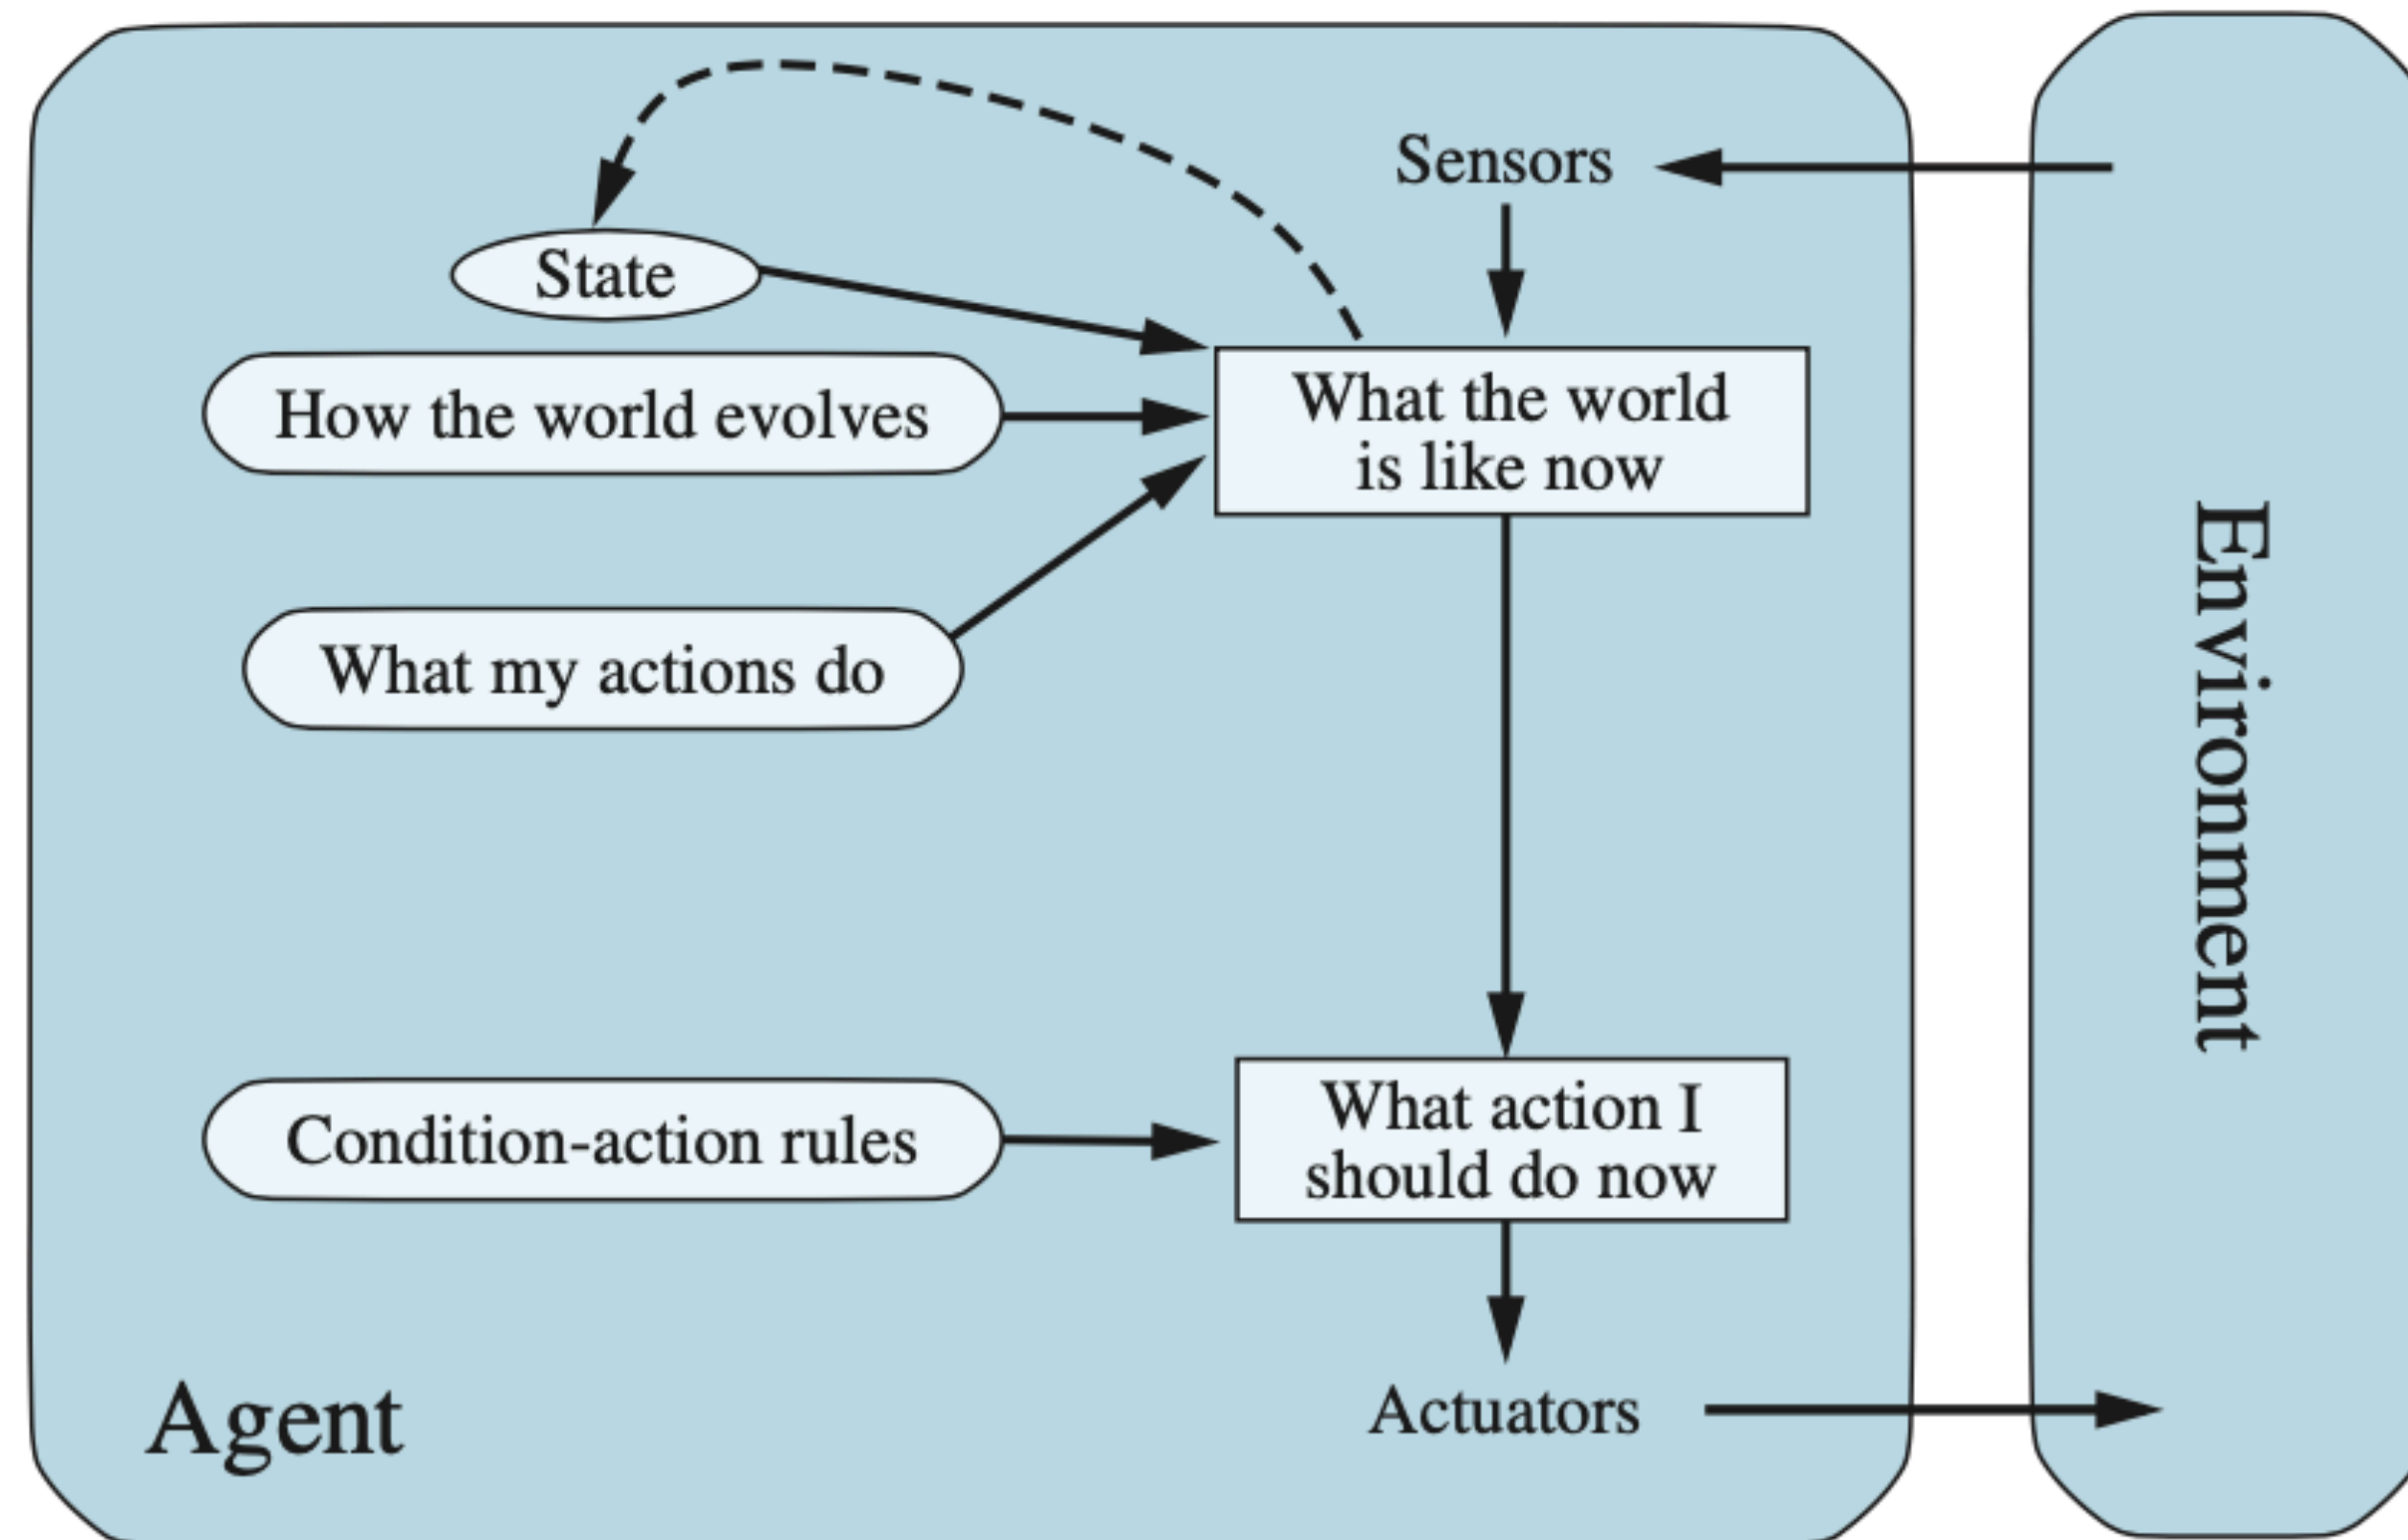 Sensors
State
How the world evolves
What the world
is like now
What my actions do
Environment
Condition-action rules
What action I
should do now
Agent
Actuators